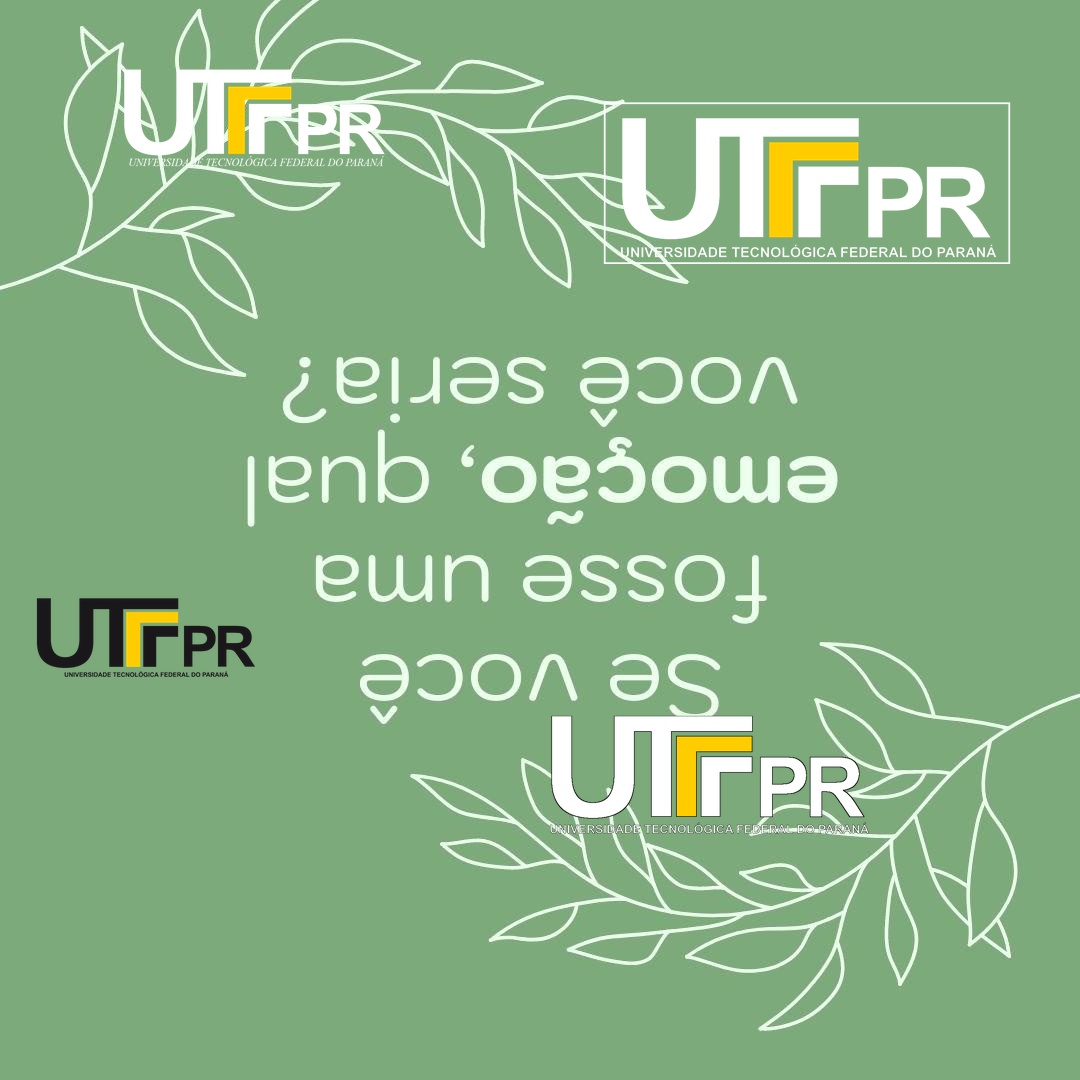 UTFPR
UNIVERSIDADE TECNOLÓGICA FEDERAL DO PARANÁ
UTFPR
UNIVERSIDADE TECNOLÓGICA FEDERAL DO PARANÁ
Se você
fosse uma
emoção, qual
você seria?
UTFPR
UNIVERSIDADE TECNOLÓGICA FEDERAL DO PARANÁ
UTFPR
UNIVERSIDADE TECNOLÓGICA FEDERAL DO PARANÁ